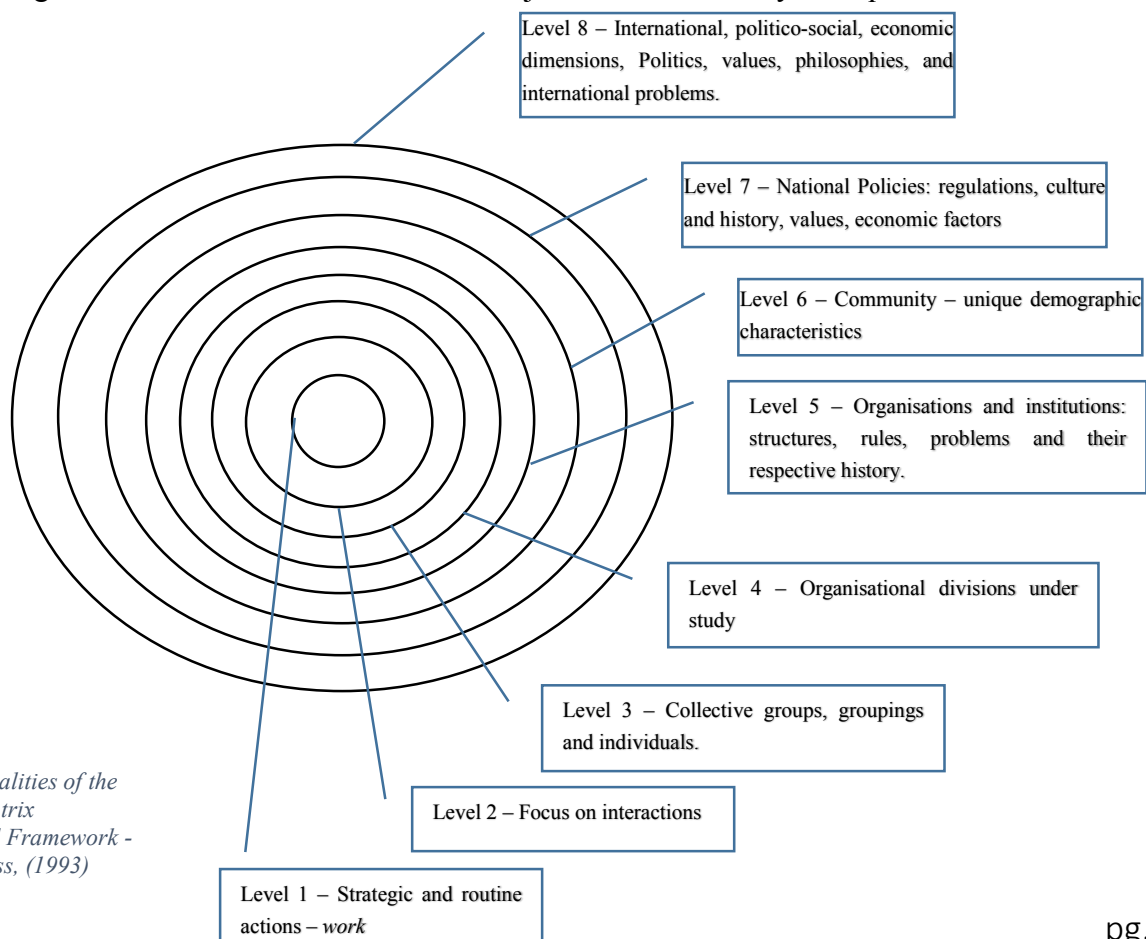 Level 8 – International, politico-social, economic
dimensions, Politics, values, philosophies, and
international problems.
Level 7 – National Policies: regulations, culture
and history, values, economic factors
Level 6 – Community – unique demographic
characteristics
Level 5 – Organisations and institutions:
structures, rules, problems and their
respective history.
Level 4 – Organisational divisions under
study
Level 3 – Collective groups, groupings
and individuals.
Level 2 – Focus on interactions
Level 1 – Strategic and routine
actions – work
alities of the
trix
Framework -
ss, (1993)
pg.